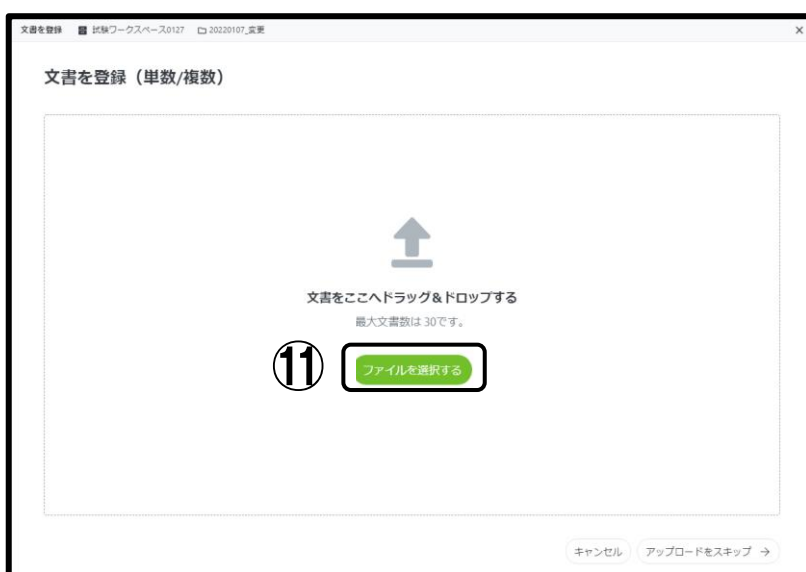 文書を登録 試験ワークスペース0127 20220107_変更 ×
文書を登録（単数/複数）
文書をここへドラッグ&ドロップする
最大文書数は 30です。
⑪ ファイルを選択する
キャンセル アップロードをスキップ →